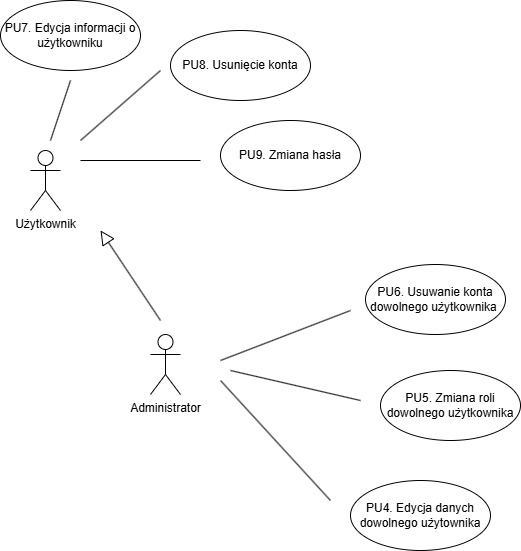 PU7. Edycja informacji o
użytkowniku
PU8. Usunięcie konta
PU9. Zmiana hasła
Użytkownik
PU6. Usuwanie konta
dowolnego użytkownika
Administrator
PU5. Zmiana roli
dowolnego użytkownika
PU4. Edycja danych
dowolnego użytownika